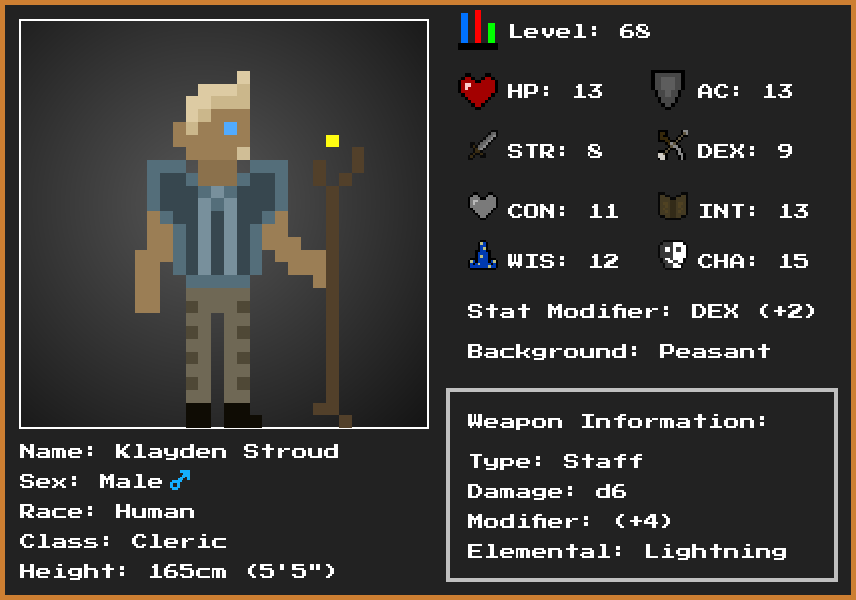 Level: 68
HP: 13
AC: 13
STR: 8
DEX: 9
CON: 11
INT: 13
WIS: 12
CHA: 15
Stat Modifier: DEX (+2)
Background: Peasant
Weapon Information:
Type: Staff
Damage: d6
Modifier: (+4)
Elemental: Lightning
Name: Klayden Stroud
Sex: Male♂
Race: Human
Class: Cleric
Height: 165cm (5'5")